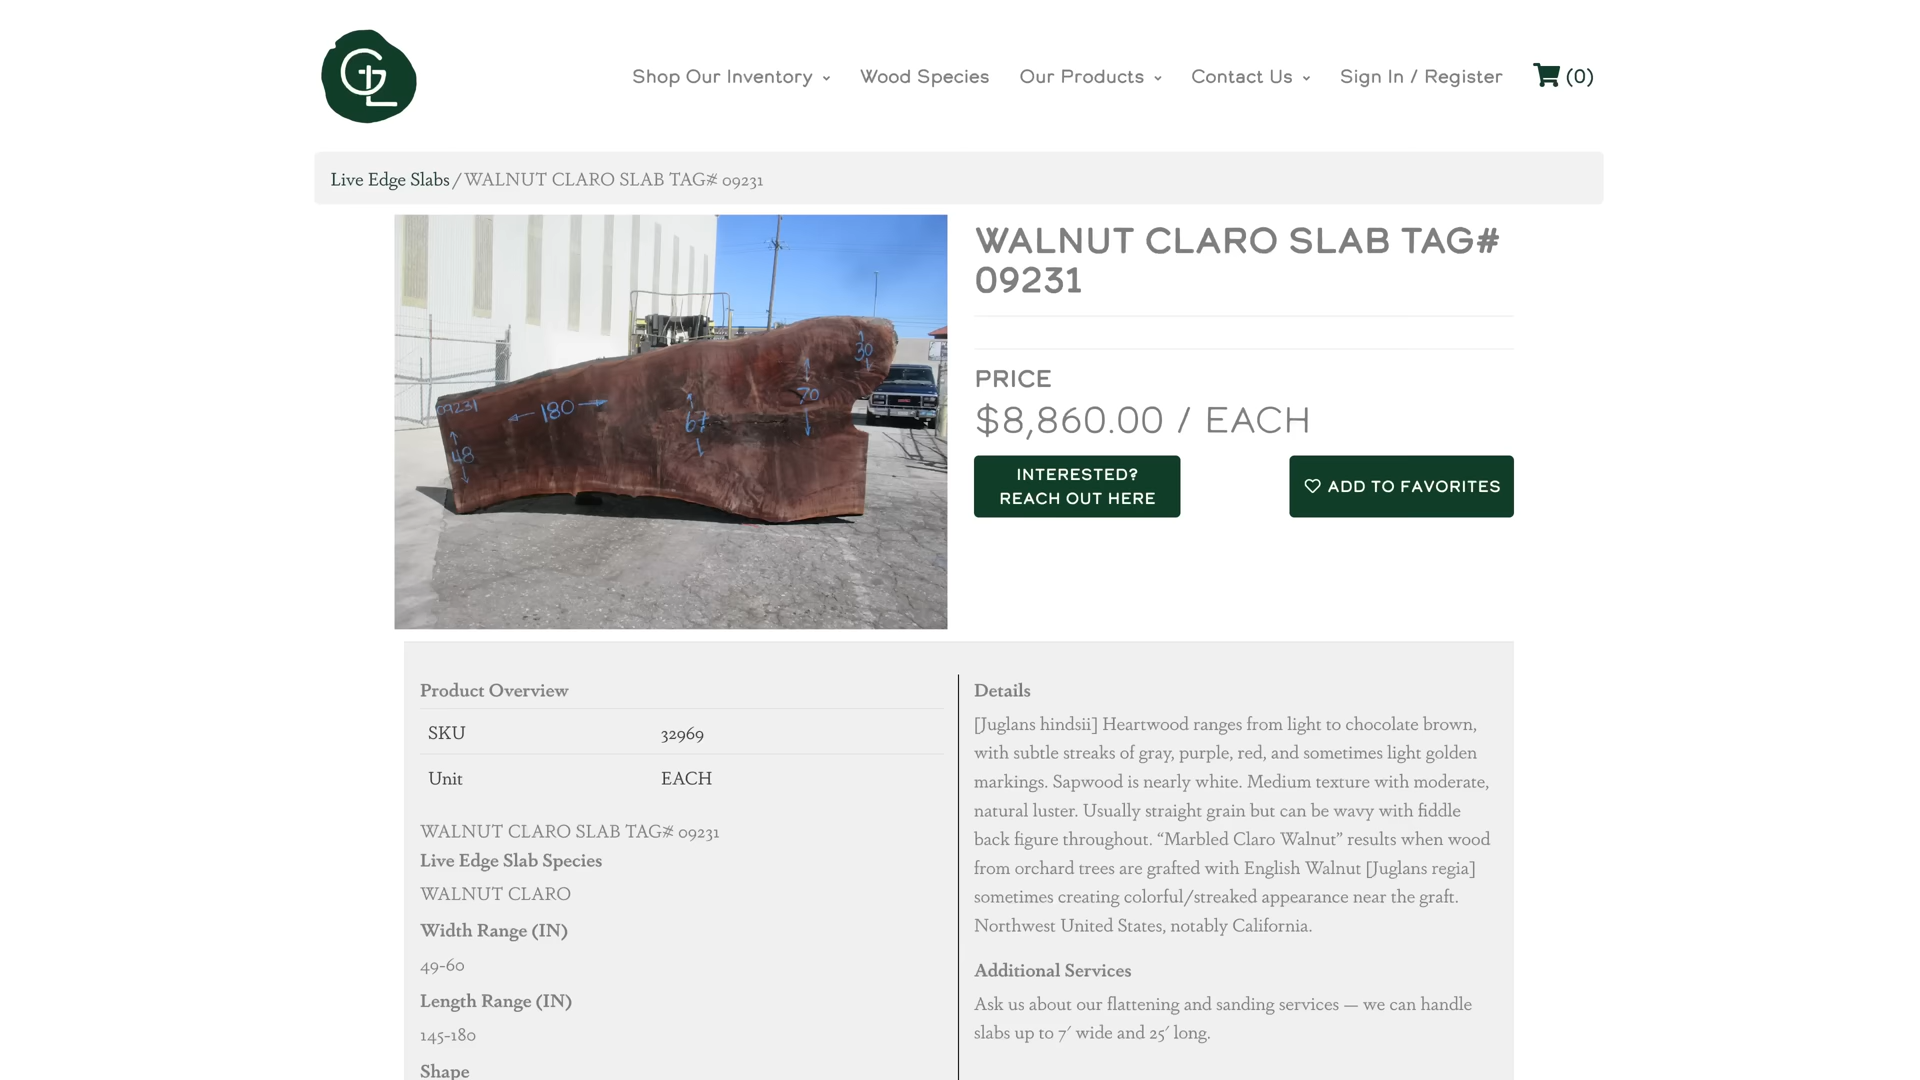 GL
Shop Our Inventory
Wood Species
Our Products
Contact Us
Sign In / Register
(0)
Live Edge Slabs / WALNUT CLARO SLAB TAG# 09231
09231
180
48
67
70
30
WALNUT CLARO SLAB TAG#
09231
PRICE
$8,860.00 / EACH
INTERESTED?
REACH OUT HERE
ADD TO FAVORITES
Product Overview
SKU 32969
Unit EACH
WALNUT CLARO SLAB TAG# 09231
Live Edge Slab Species
WALNUT CLARO
Width Range (IN)
49-60
Length Range (IN)
145-180
Shape
Details
[Juglans hindsii] Heartwood ranges from light to chocolate brown,
with subtle streaks of gray, purple, red, and sometimes light golden
markings. Sapwood is nearly white. Medium texture with moderate,
natural luster. Usually straight grain but can be wavy with fiddle
back figure throughout. “Marbled Claro Walnut” results when wood
from orchard trees are grafted with English Walnut [Juglans regia]
sometimes creating colorful/streaked appearance near the graft.
Northwest United States, notably California.
Additional Services
Ask us about our flattening and sanding services — we can handle
slabs up to 7′ wide and 25′ long.